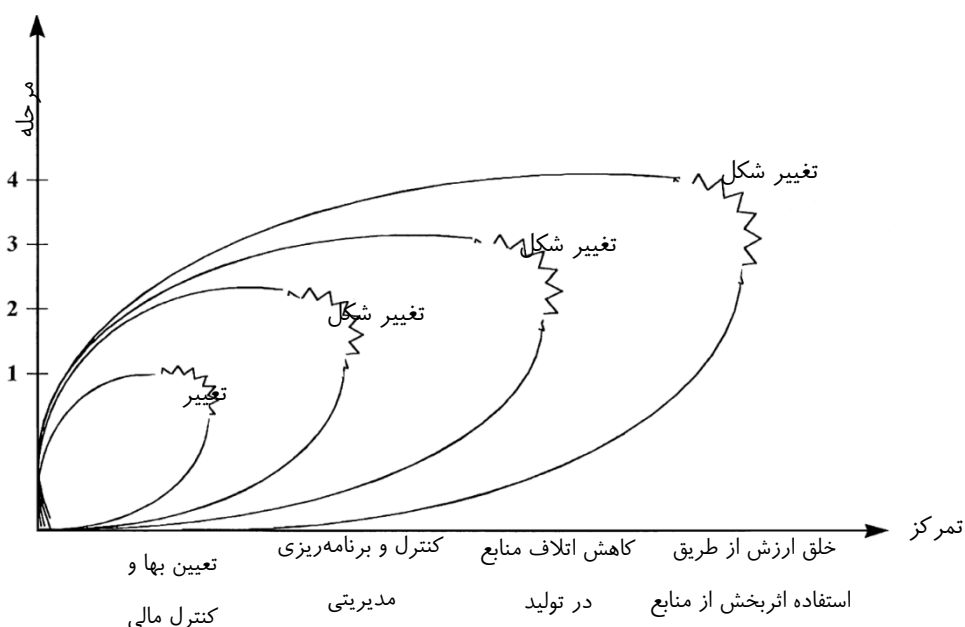 مرحله
4
3
2
1
تغییر شکل
تغییر شکل
تغییر شکل
تغییر
تمرکز
خلق ارزش از طریق
استفاده اثربخش از منابع
کاهش اتلاف منابع
در تولید
کنترل و برنامه‌ریزی
مدیریتی
تعیین بها و
کنترل مالی